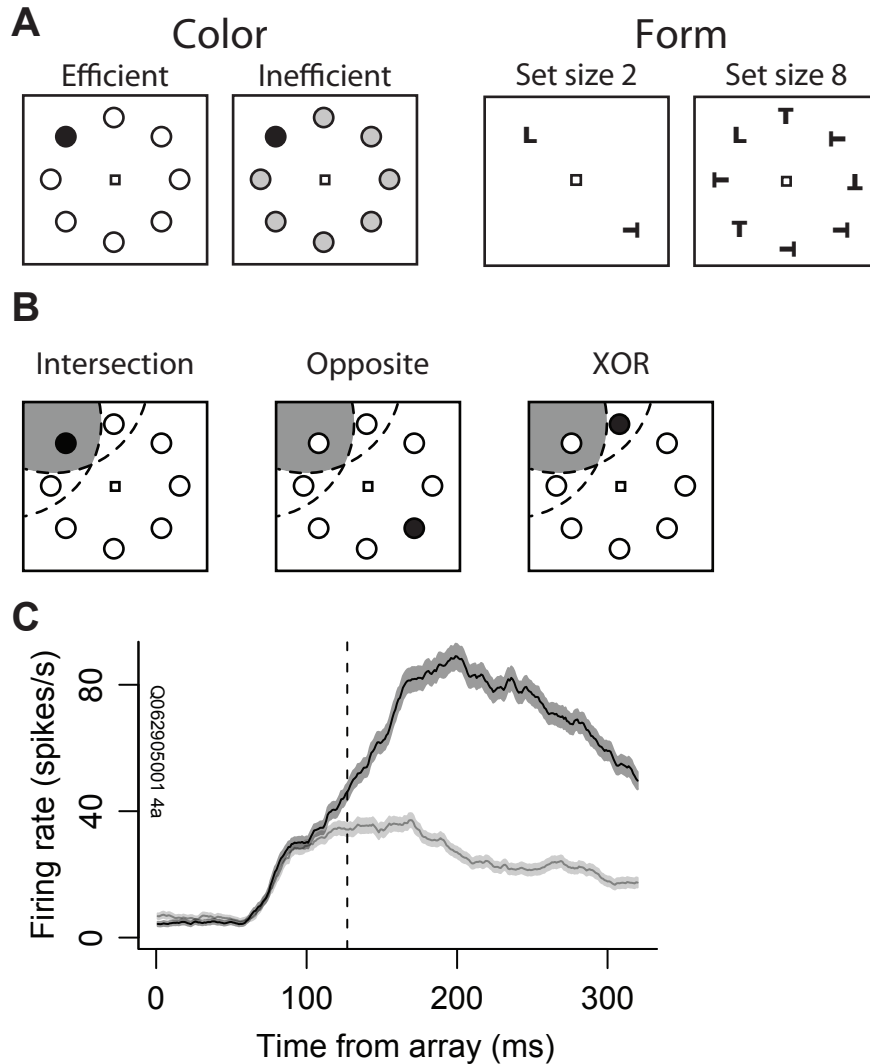 A
Color Form
Efficient Inefficient Set size 2 Set size 8
L L T T T T T T T T
B
Intersection Opposite XOR
C
Firing rate (spikes/s)
80
40
0
Q062905001 4a
0 100 200 300
Time from array (ms)